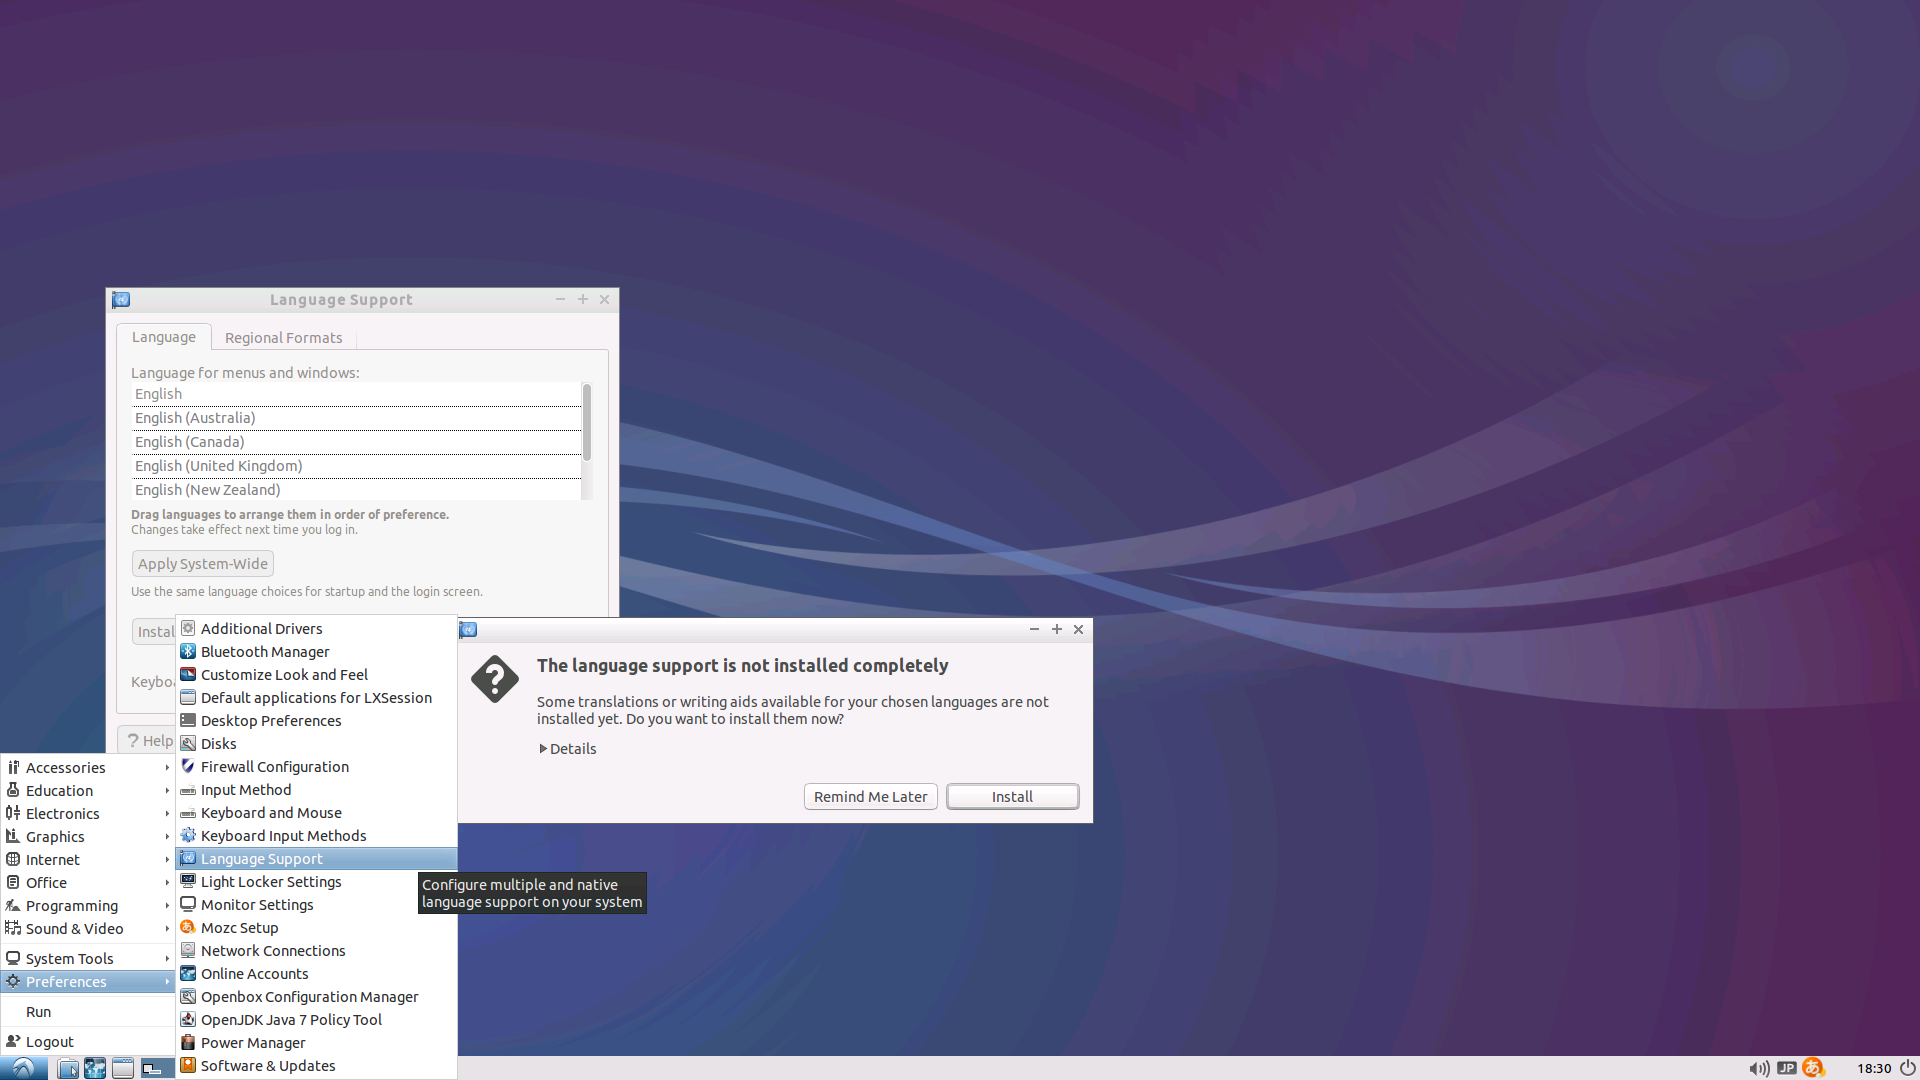 Language Support
Language
Regional Formats
Language for menus and windows:
English
English (Australia)
English (Canada)
English (United Kingdom)
English (New Zealand)
Drag languages to arrange them in order of preference.
Changes take effect next time you log in.
Apply System-Wide
Use the same language choices for startup and the login screen.
Instal
Keybo
Help
The language support is not installed completely
Some translations or writing aids available for your chosen languages are not
installed yet. Do you want to install them now?
Details
Remind Me Later
Install
Accessories
Education
Electronics
Graphics
Internet
Office
Programming
Sound & Video
System Tools
Preferences
Run
Logout
Additional Drivers
Bluetooth Manager
Customize Look and Feel
Default applications for LXSession
Desktop Preferences
Disks
Firewall Configuration
Input Method
Keyboard and Mouse
Keyboard Input Methods
Language Support
Light Locker Settings
Monitor Settings
Mozc Setup
Network Connections
Online Accounts
Openbox Configuration Manager
OpenJDK Java 7 Policy Tool
Power Manager
Software & Updates
Configure multiple and native
language support on your system
JP
あ
18:30